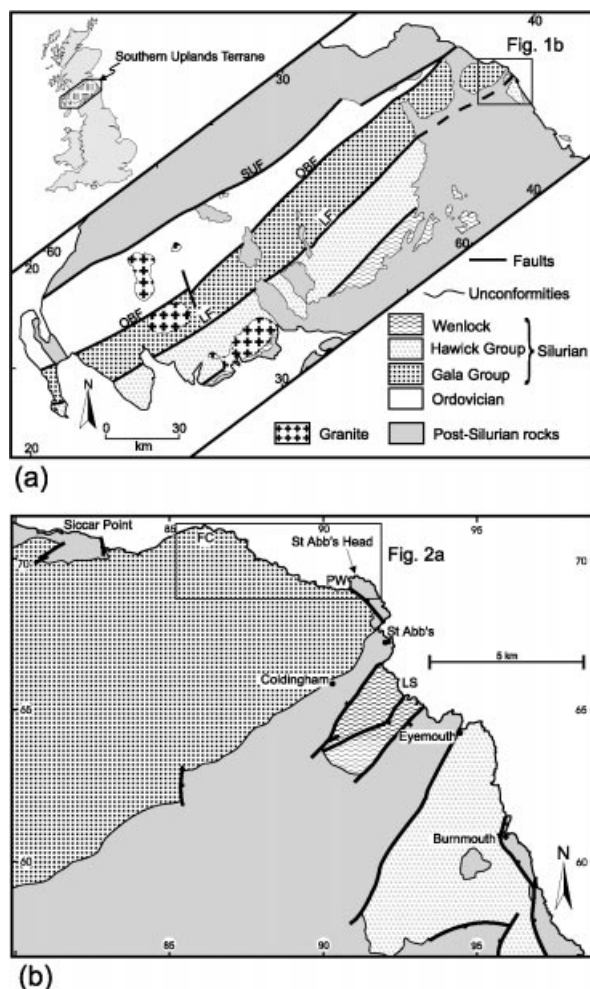 Southern Uplands Terrane
40
Fig. 1b
30
SUF
OBF
LF
40
60
60
20
Faults
Unconformities
Wenlock
Hawick Group
Silurian
Gala Group
Ordovician
Granite
Post-Silurian rocks
OBF
LF
N
0 30
km
30
20
(a)
85
90
95
Siccar Point
FC
St Abb's Head
Fig. 2a
70
70
PW
St Abb's
5 km
Coldingham
LS
65
65
Eyemouth
Burnmouth
60
60
N
85
90
95
(b)